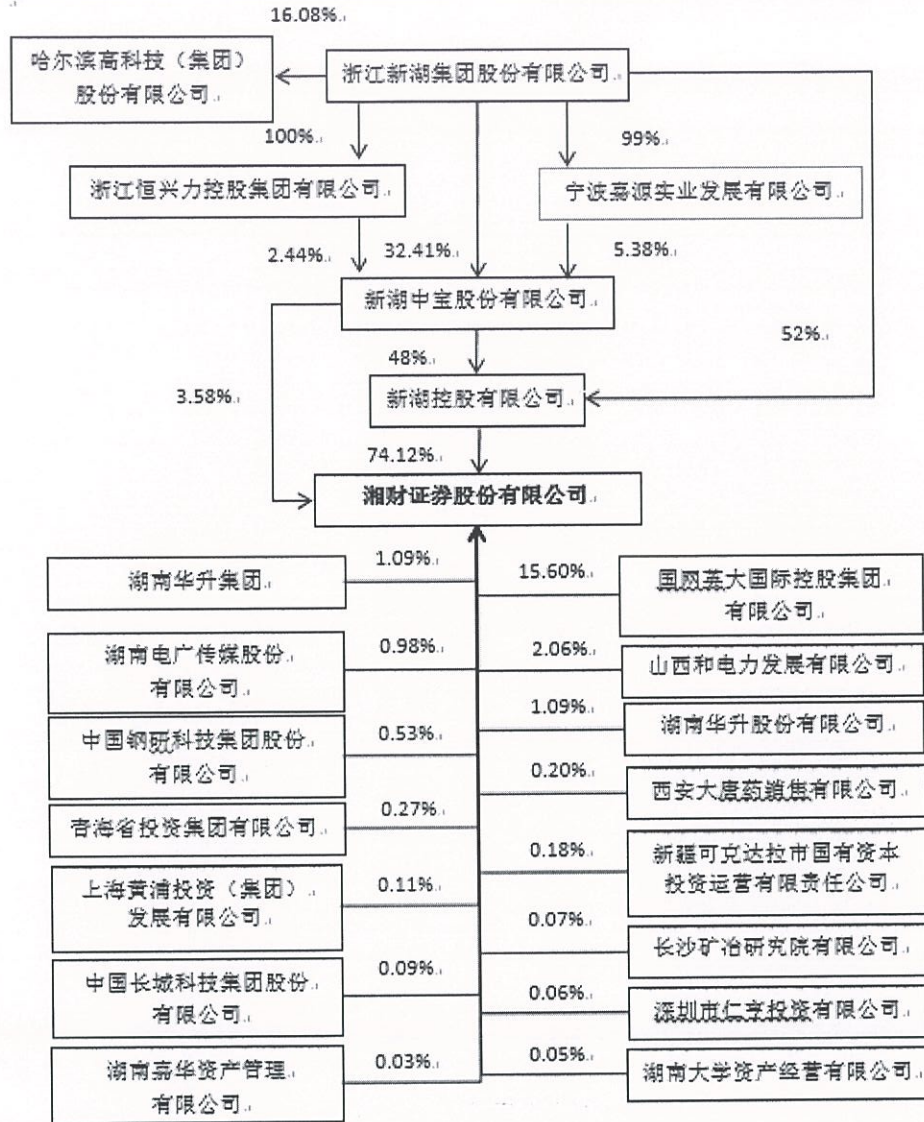 16.08%
哈尔滨高科技（集团）
股份有限公司
浙江新湖集团股份有限公司
100%
99%
浙江恒兴力控股集团有限公司
宁波嘉源实业发展有限公司
2.44%
32.41%
5.38%
新湖中宝股份有限公司
52%
48%
3.58%
新湖控股有限公司
74.12%
湘财证券股份有限公司
1.09%
湖南华升集团
15.60%
国网英大国际控股集团
有限公司
0.98%
湖南电广传媒股份
有限公司
2.06%
山西和电力发展有限公司
0.53%
中国钢研科技集团股份
有限公司
1.09%
湖南华升股份有限公司
0.27%
青海省投资集团有限公司
0.20%
西安大唐药销售有限公司
0.11%
上海黄浦投资（集团）
发展有限公司
0.18%
新疆可克达拉市国有资本
投资运营有限责任公司
0.09%
中国长城科技集团股份
有限公司
0.07%
长沙矿冶研究院有限公司
0.06%
深圳市仁亨投资有限公司
0.03%
湖南嘉华资产管理
有限公司
0.05%
湖南大学资产经营有限公司